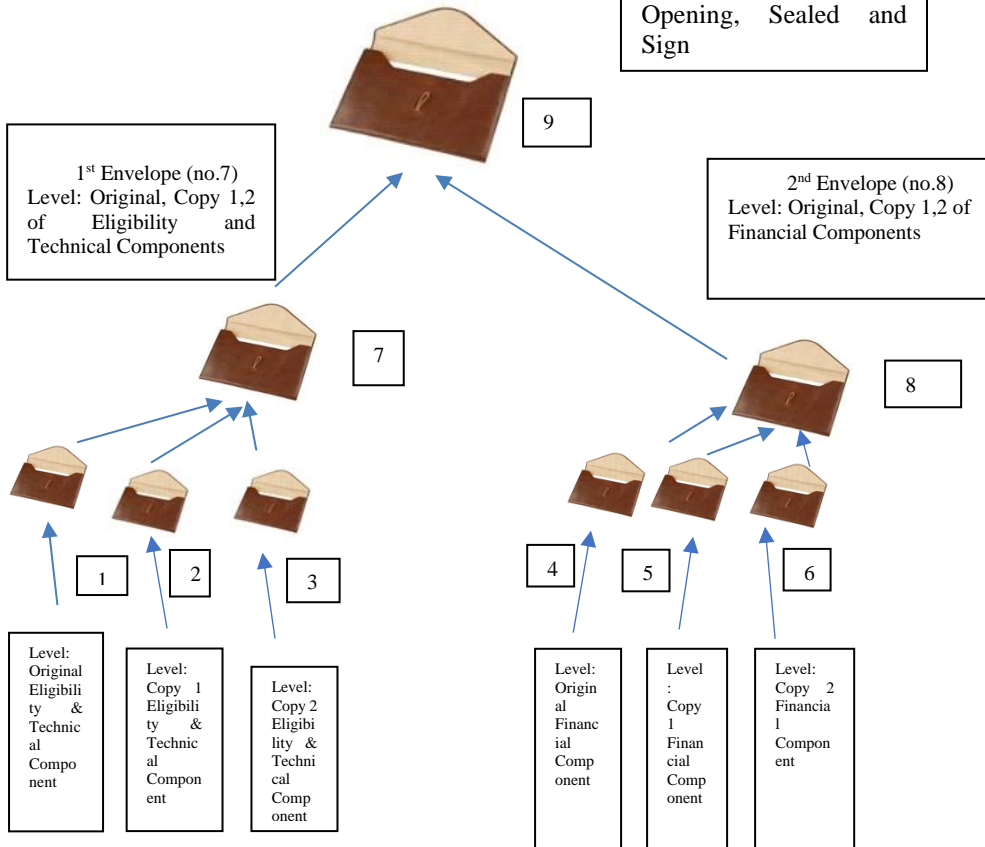 Opening, Sealed and
Sign
9
1st Envelope (no.7)
Level: Original, Copy 1,2
of Eligibility and
Technical Components
2nd Envelope (no.8)
Level: Original, Copy 1,2 of
Financial Components
7
8
1
2
3
4
5
6
Level:
Original
Eligibili
ty &
Technic
al
Compo
nent
Level:
Copy 1
Eligibili
ty &
Technic
al
Compon
ent
Level:
Copy 2
Eligibi
lity &
Techni
cal
Comp
onent
Level:
Origin
al
Financ
ial
Comp
onent
Level
:
Copy
1
Finan
cial
Comp
onent
Level:
Copy 2
Financia
l
Compon
ent